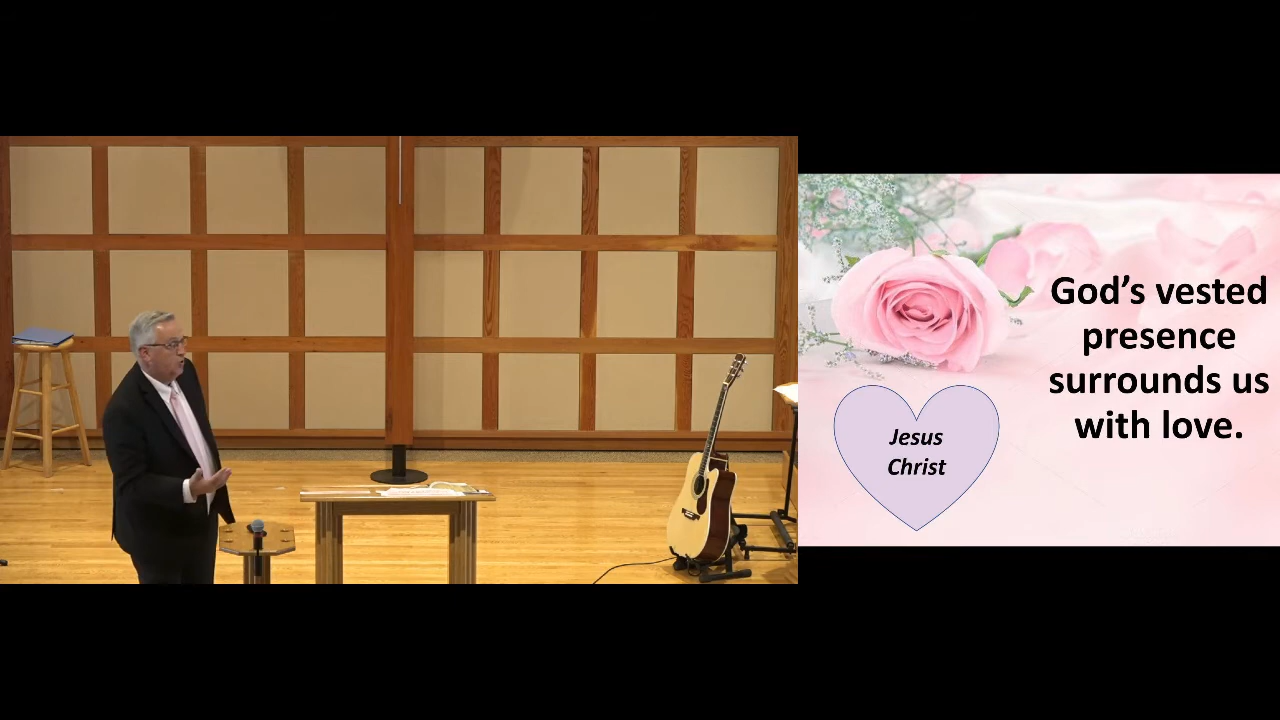 God's vested
presence
surrounds us
with love.
Jesus
Christ